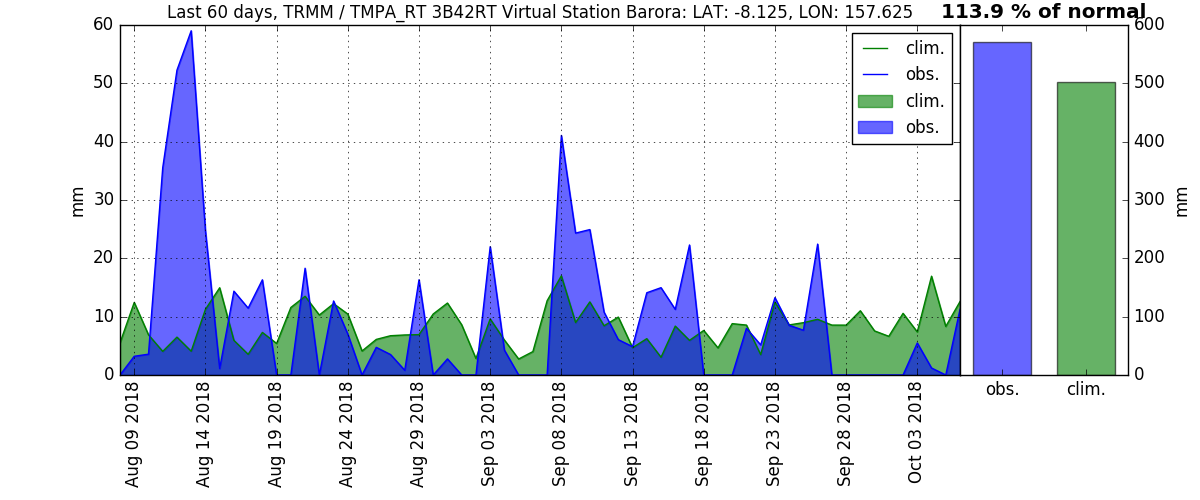 Last 60 days, TRMM / TMPA_RT 3B42RT Virtual Station Barora: LAT: -8.125, LON: 157.625
113.9 % of normal
mm
60
50
40
30
20
10
0
clim.
obs.
clim.
obs.
600
500
400
300
200
100
0
mm
obs.
clim.
Aug 09 2018
Aug 14 2018
Aug 19 2018
Aug 24 2018
Aug 29 2018
Sep 03 2018
Sep 08 2018
Sep 13 2018
Sep 18 2018
Sep 23 2018
Sep 28 2018
Oct 03 2018